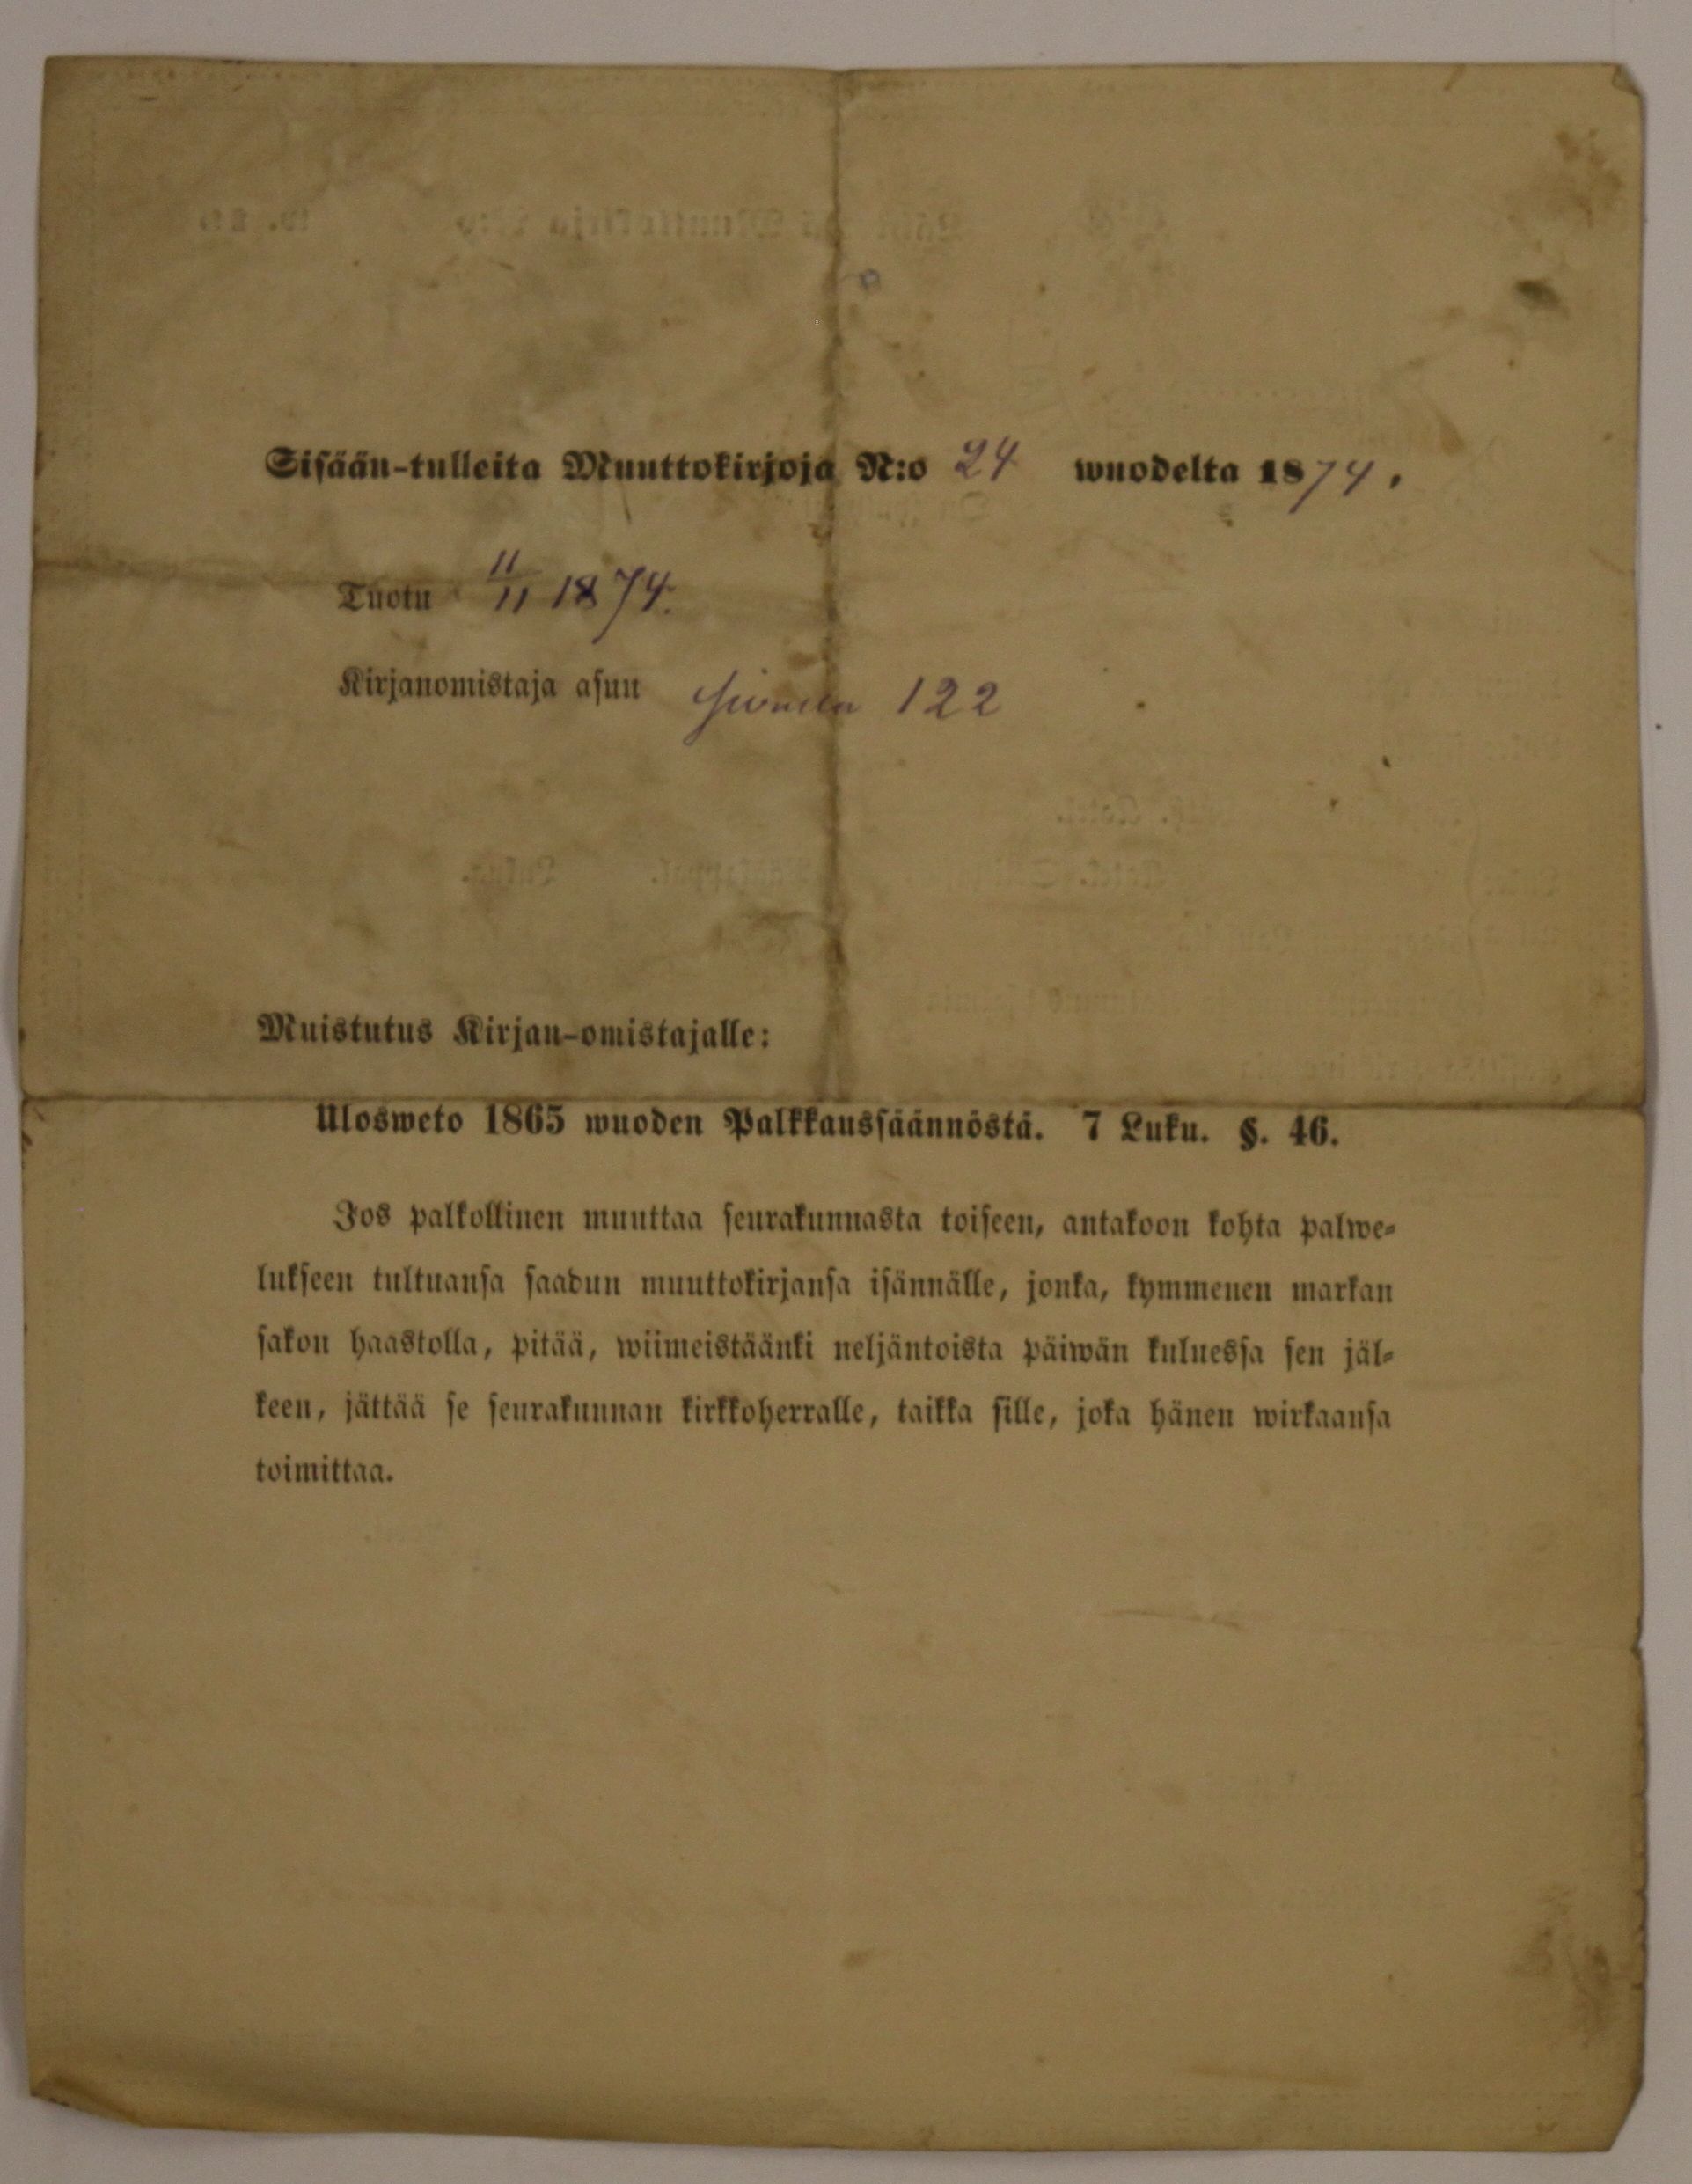 Sisään-tulleita Muuttokirjoja N:o 24 wuodelta 1874.
Tuotu 11/11 1874.
Kirjanomistaja asuu 122
Muistutus Kirjan-omistajalle:
Ulosweto 1865 wuoden Palkkaussäännöstä. 7 Luku. §. 46.
Jos palkollinen muuttaa seurakunnasta toiseen, antakoon kohta palwe-
lukseen tultuansa saadun muuttokirjansa isännälle, jonka, kymmenen markan
sakon haastolla, pitää, wiimeistäänki neljäntoista päiwän kuluessa sen jäl-
keen, jättää se seurakunnan kirkkoherralle, taikka sille, joka hänen wirkaansa
toimittaa.